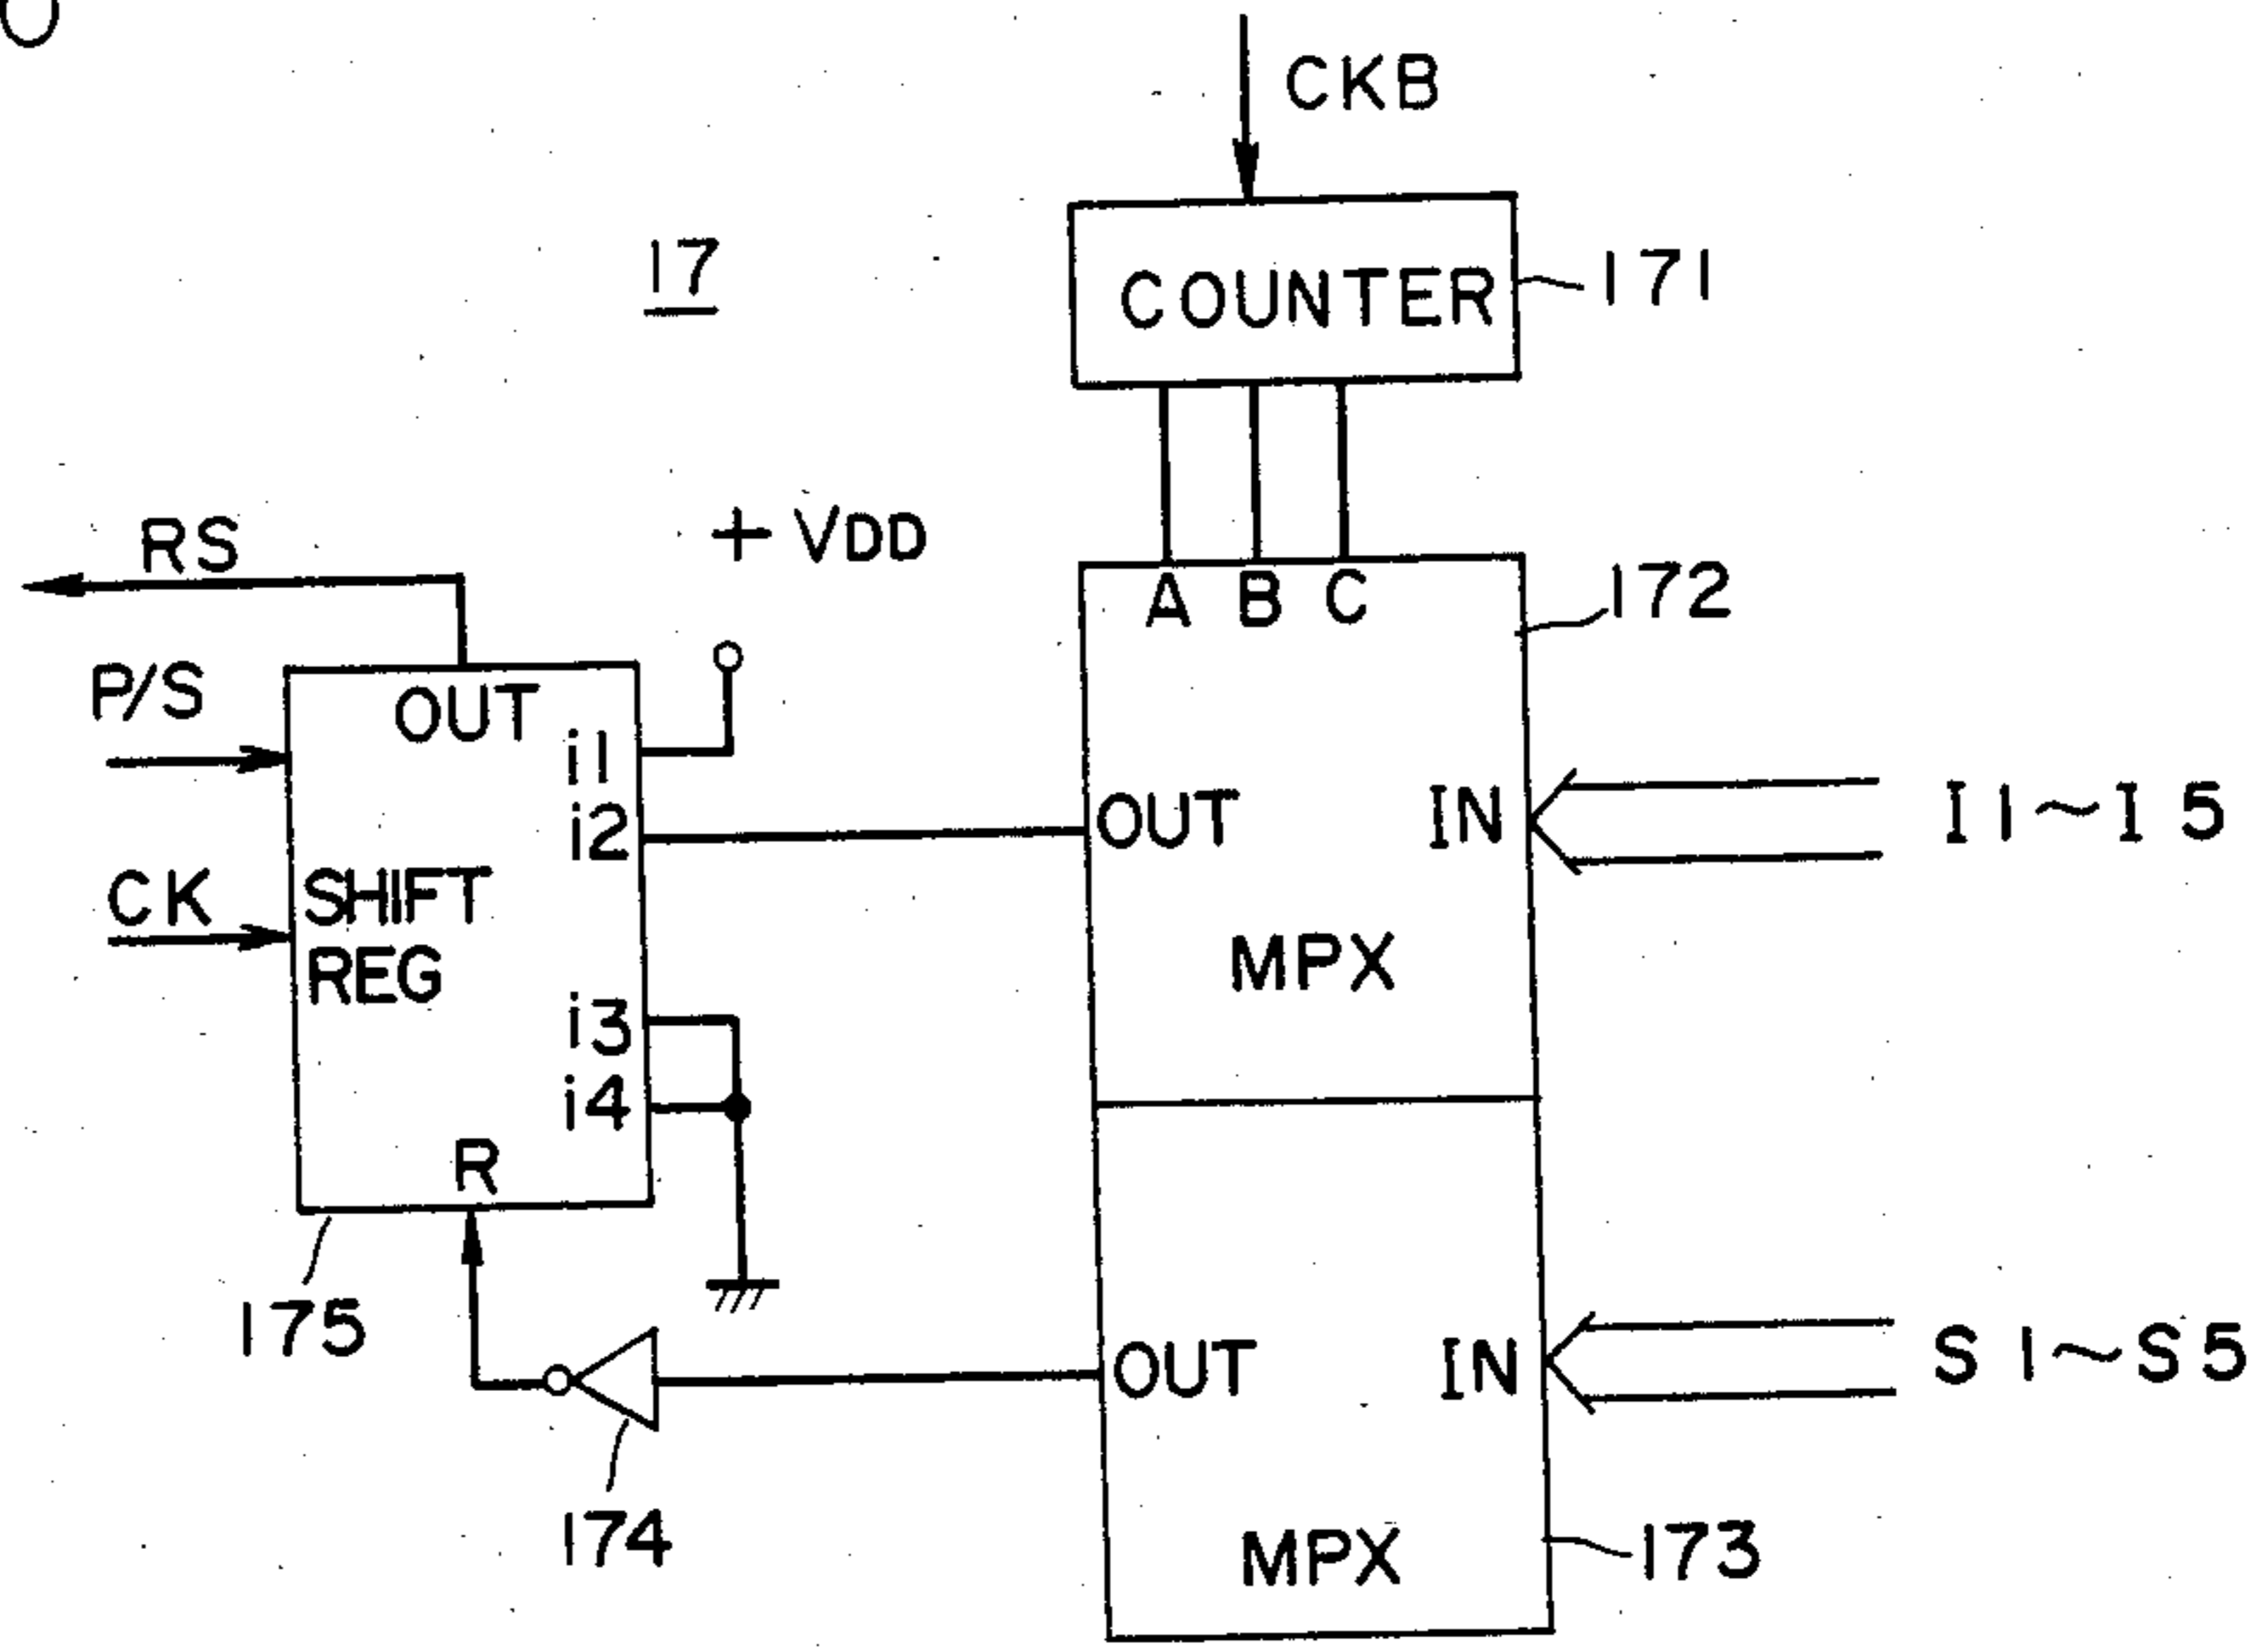 CKB
17
COUNTER
171
RS
+ VDD
A B C
172
P/S
OUT
i1
i2
OUT
IN
I1~I5
CK
SHIFT
REG
MPX
i3
i4
R
175
OUT
IN
S1~S5
174
MPX
173